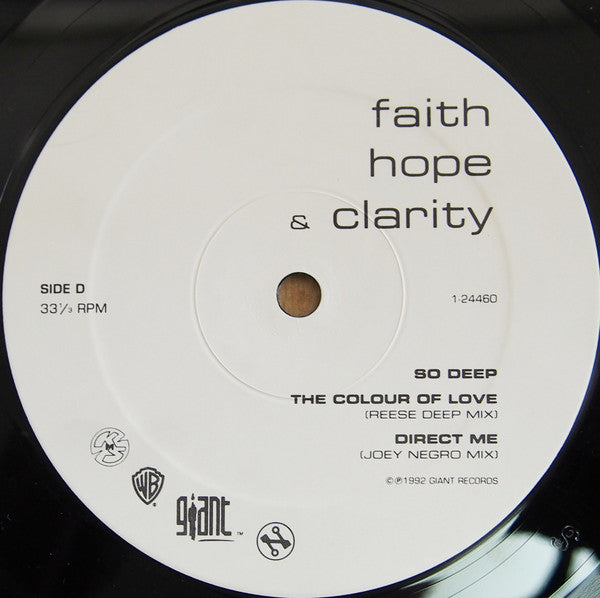 faith
hope
& clarity
SIDE D
33⅓ RPM
1-24460
SO DEEP
THE COLOUR OF LOVE
(REESE DEEP MIX)
DIRECT ME
(JOEY NEGRO MIX)
©℗1992 GIANT RECORDS
WB
giant™